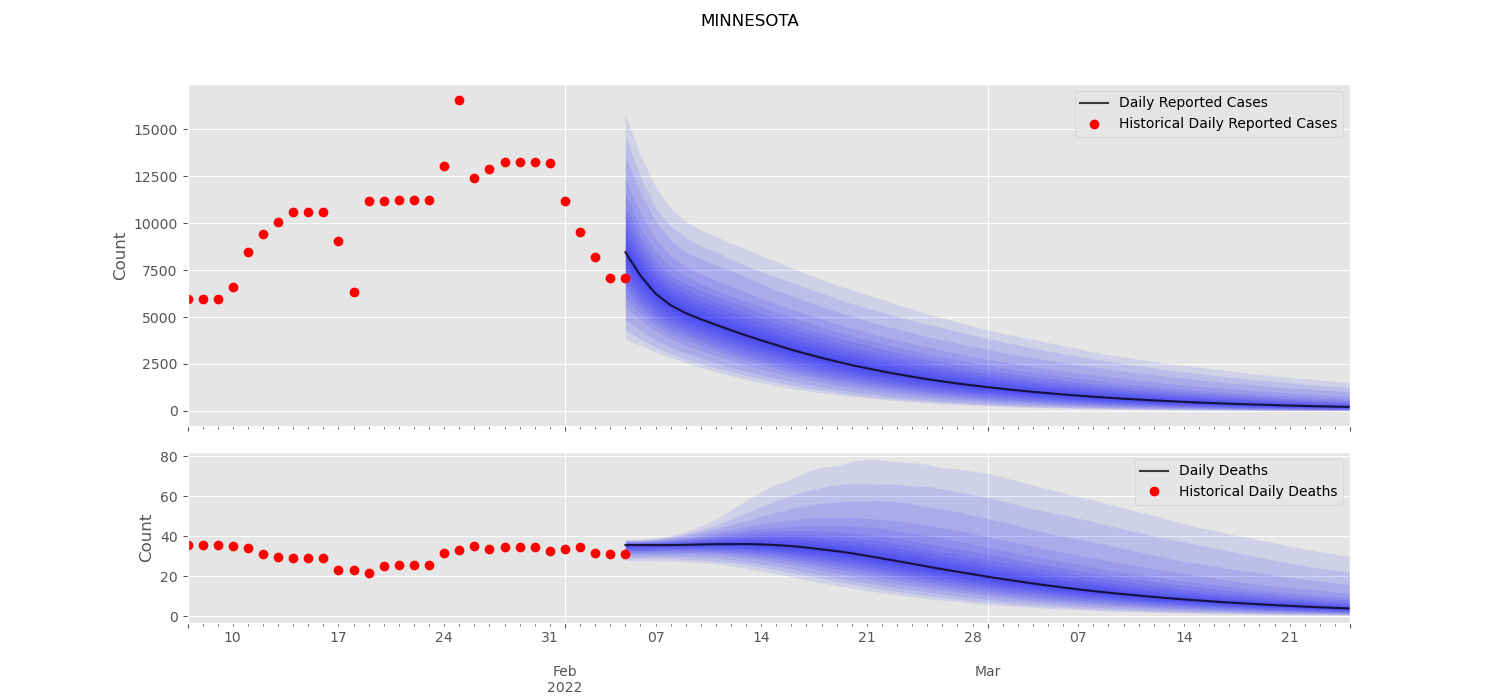 MINNESOTA
Daily Reported Cases
Historical Daily Reported Cases
Count
15000
12500
10000
7500
5000
2500
0
Daily Deaths
Historical Daily Deaths
Count
80
60
40
20
0
10 17 24 31 07 14 21 28 07 14 21
Feb Mar
2022